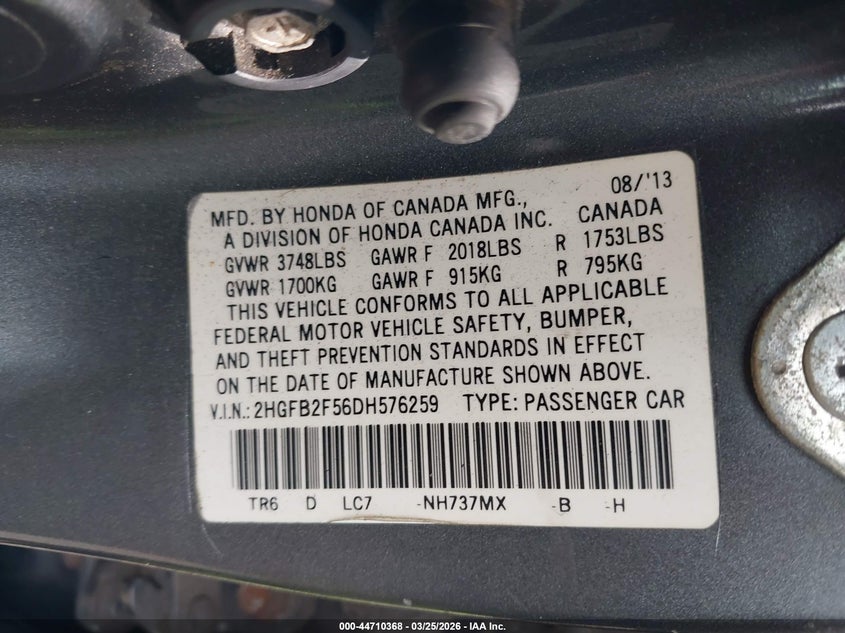 08/'13
MFD. BY HONDA OF CANADA MFG.,
A DIVISION OF HONDA CANADA INC. CANADA
GVWR 3748LBS GAWR F 2018LBS R 1753LBS
GVWR 1700KG GAWR F 915KG R 795KG
THIS VEHICLE CONFORMS TO ALL APPLICABLE
FEDERAL MOTOR VEHICLE SAFETY, BUMPER,
AND THEFT PREVENTION STANDARDS IN EFFECT
ON THE DATE OF MANUFACTURE SHOWN ABOVE.
V.I.N.: 2HGFB2F56DH576259 TYPE: PASSENGER CAR
TR6 D LC7 -NH737MX -B -H
000-44710368 - 03/25/2026 - IAA Inc.